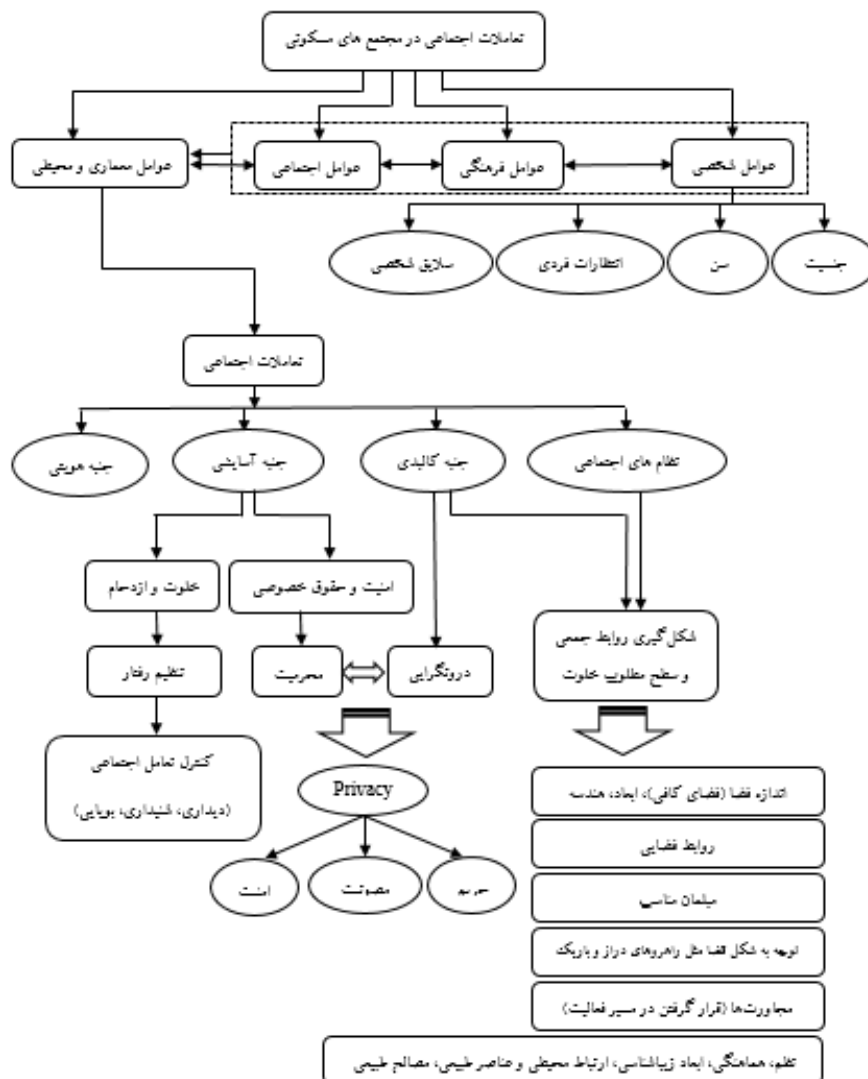 تعاملات اجتماعی در مجتمع های مسکونی
عوامل شخصی
عوامل فرهنگی
عوامل اجتماعی
عوامل معماری و محیطی
جنسیت
سن
انتظارات فردی
سلایق شخصی
تعاملات اجتماعی
نظام های اجتماعی
جنبه کالبدی
جنبه آسایشی
جنبه هویتی
امنیت و حقوق خصوصی
خلوت و ازدحام
شکل‌گیری روابط جمعی
و سطح مطلوب خلوت
درونگرایی
محرمیت
تنظیم رفتار
کنترل تعامل اجتماعی
(دیداری، شنیداری، بویایی)
Privacy
حریم
مصونیت
امنیت
اندازه فضا (فضای کافی)، ابعاد، هندسه
روابط فضایی
مبلمان مناسب
توجه به شکل فضا مثل راهروهای دراز و باریک
مجاورت‌ها (قرار گرفتن در مسیر فعالیت)
نظم، هماهنگی، ابعاد زیباشناسی، ارتباط محیطی و عناصر طبیعی، مصالح طبیعی